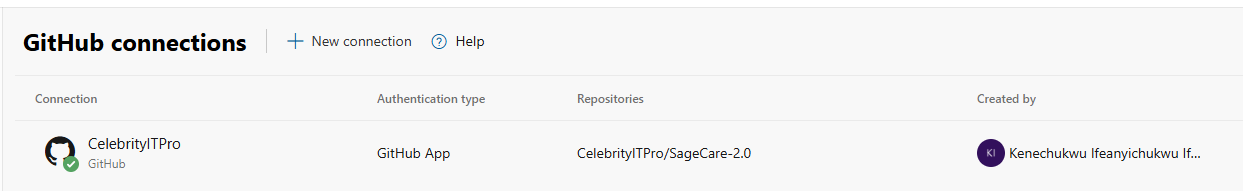 GitHub connections
New connection
Help
Connection
Authentication type
Repositories
Created by
CelebrityITPro
GitHub
GitHub App
CelebrityITPro/SageCare-2.0
KI
Kenechukwu Ifeanyichukwu If...